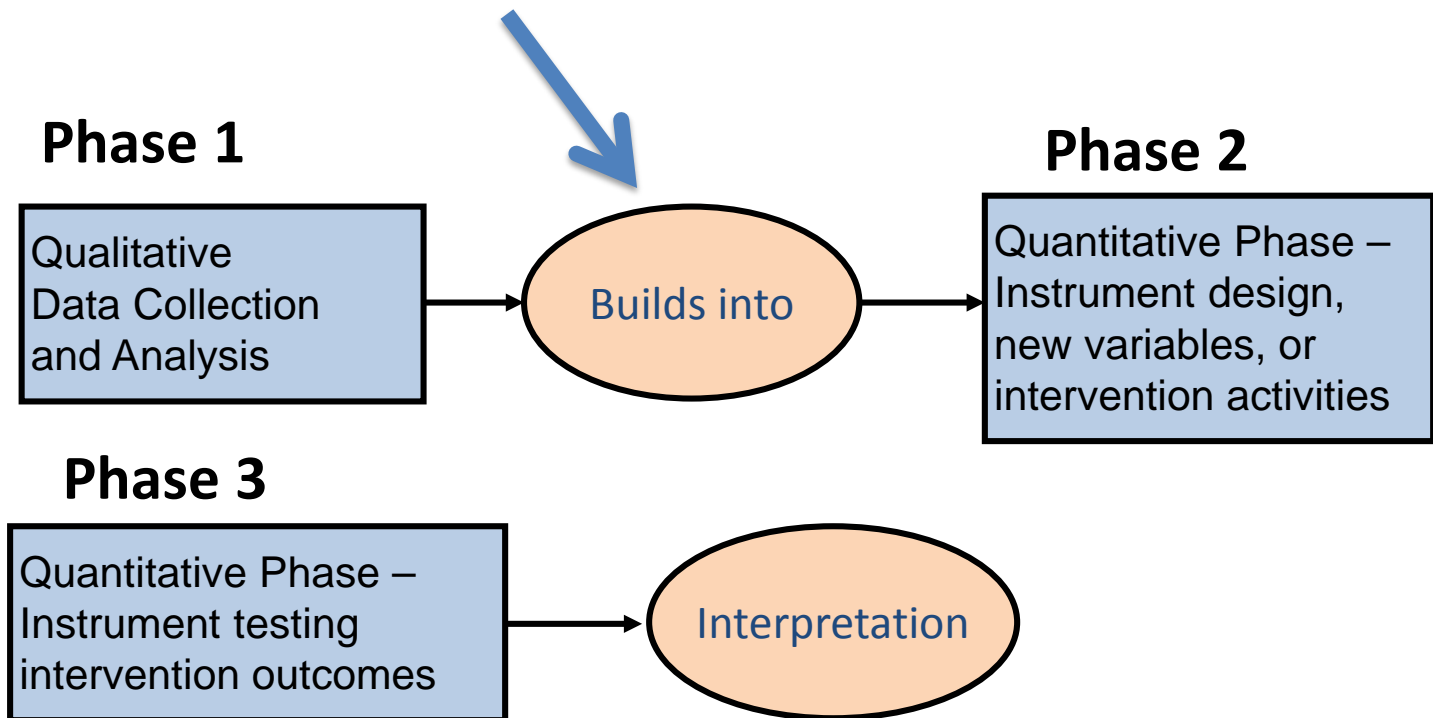 Phase 1
Qualitative
Data Collection
and Analysis
Builds into
Phase 2
Quantitative Phase –
Instrument design,
new variables, or
intervention activities
Phase 3
Quantitative Phase –
Instrument testing
intervention outcomes
Interpretation